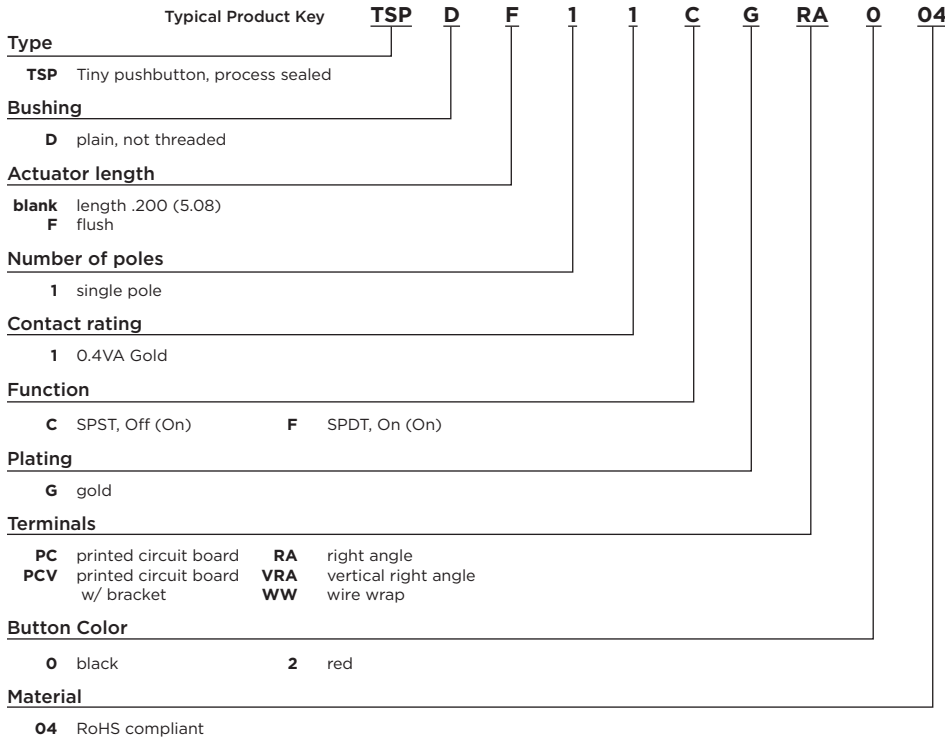 Typical Product Key TSP D F 1 1 C G RA 0 04
Type
TSP Tiny pushbutton, process sealed
Bushing
D plain, not threaded
Actuator length
blank length .200 (5.08)
F flush
Number of poles
1 single pole
Contact rating
1 0.4VA Gold
Function
C SPST, Off (On) F SPDT, On (On)
Plating
G gold
Terminals
PC printed circuit board RA right angle
PCV printed circuit board VRA vertical right angle
w/ bracket WW wire wrap
Button Color
0 black 2 red
Material
04 RoHS compliant